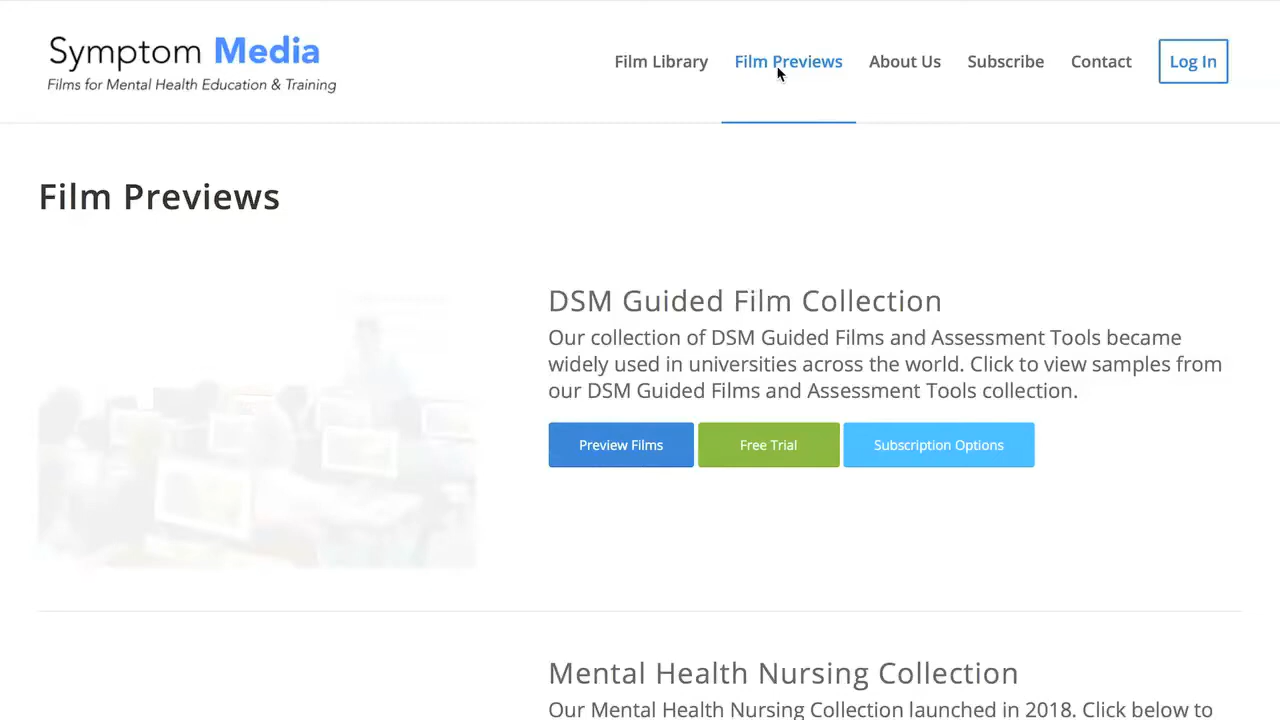 Symptom Media
Films for Mental Health Education & Training
Film Library
Film Previews
About Us
Subscribe
Contact
Log In
Film Previews
DSM Guided Film Collection
Our collection of DSM Guided Films and Assessment Tools became
widely used in universities across the world. Click to view samples from
our DSM Guided Films and Assessment Tools collection.
Preview Films
Free Trial
Subscription Options
Mental Health Nursing Collection
Our Mental Health Nursing Collection launched in 2018. Click below to